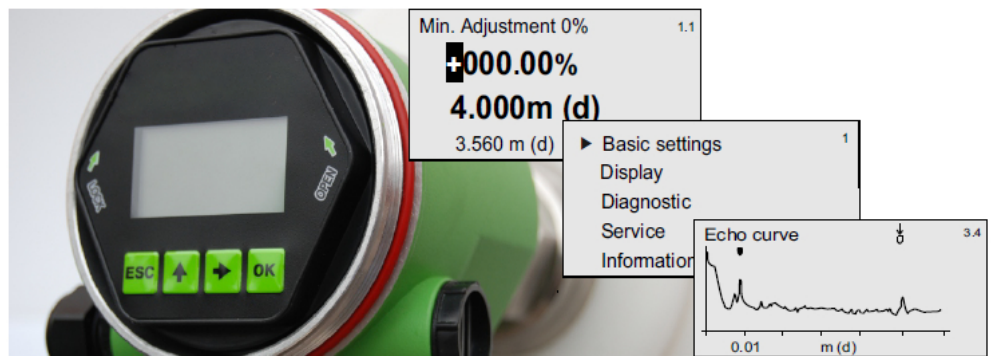 LOCK
OPEN
ESC
OK
Min. Adjustment 0%
1.1
+000.00%
4.000m (d)
3.560 m (d)
Basic settings
1
Display
Diagnostic
Service
Information
Echo curve
3.4
0.01
m (d)